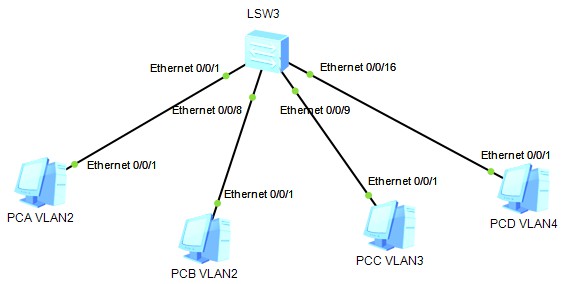 LSW3
Ethernet 0/0/1
Ethernet 0/0/16
Ethernet 0/0/8
Ethernet 0/0/9
Ethernet 0/0/1
Ethernet 0/0/1
Ethernet 0/0/1
Ethernet 0/0/1
PCA VLAN2
PCD VLAN4
PCC VLAN3
PCB VLAN2